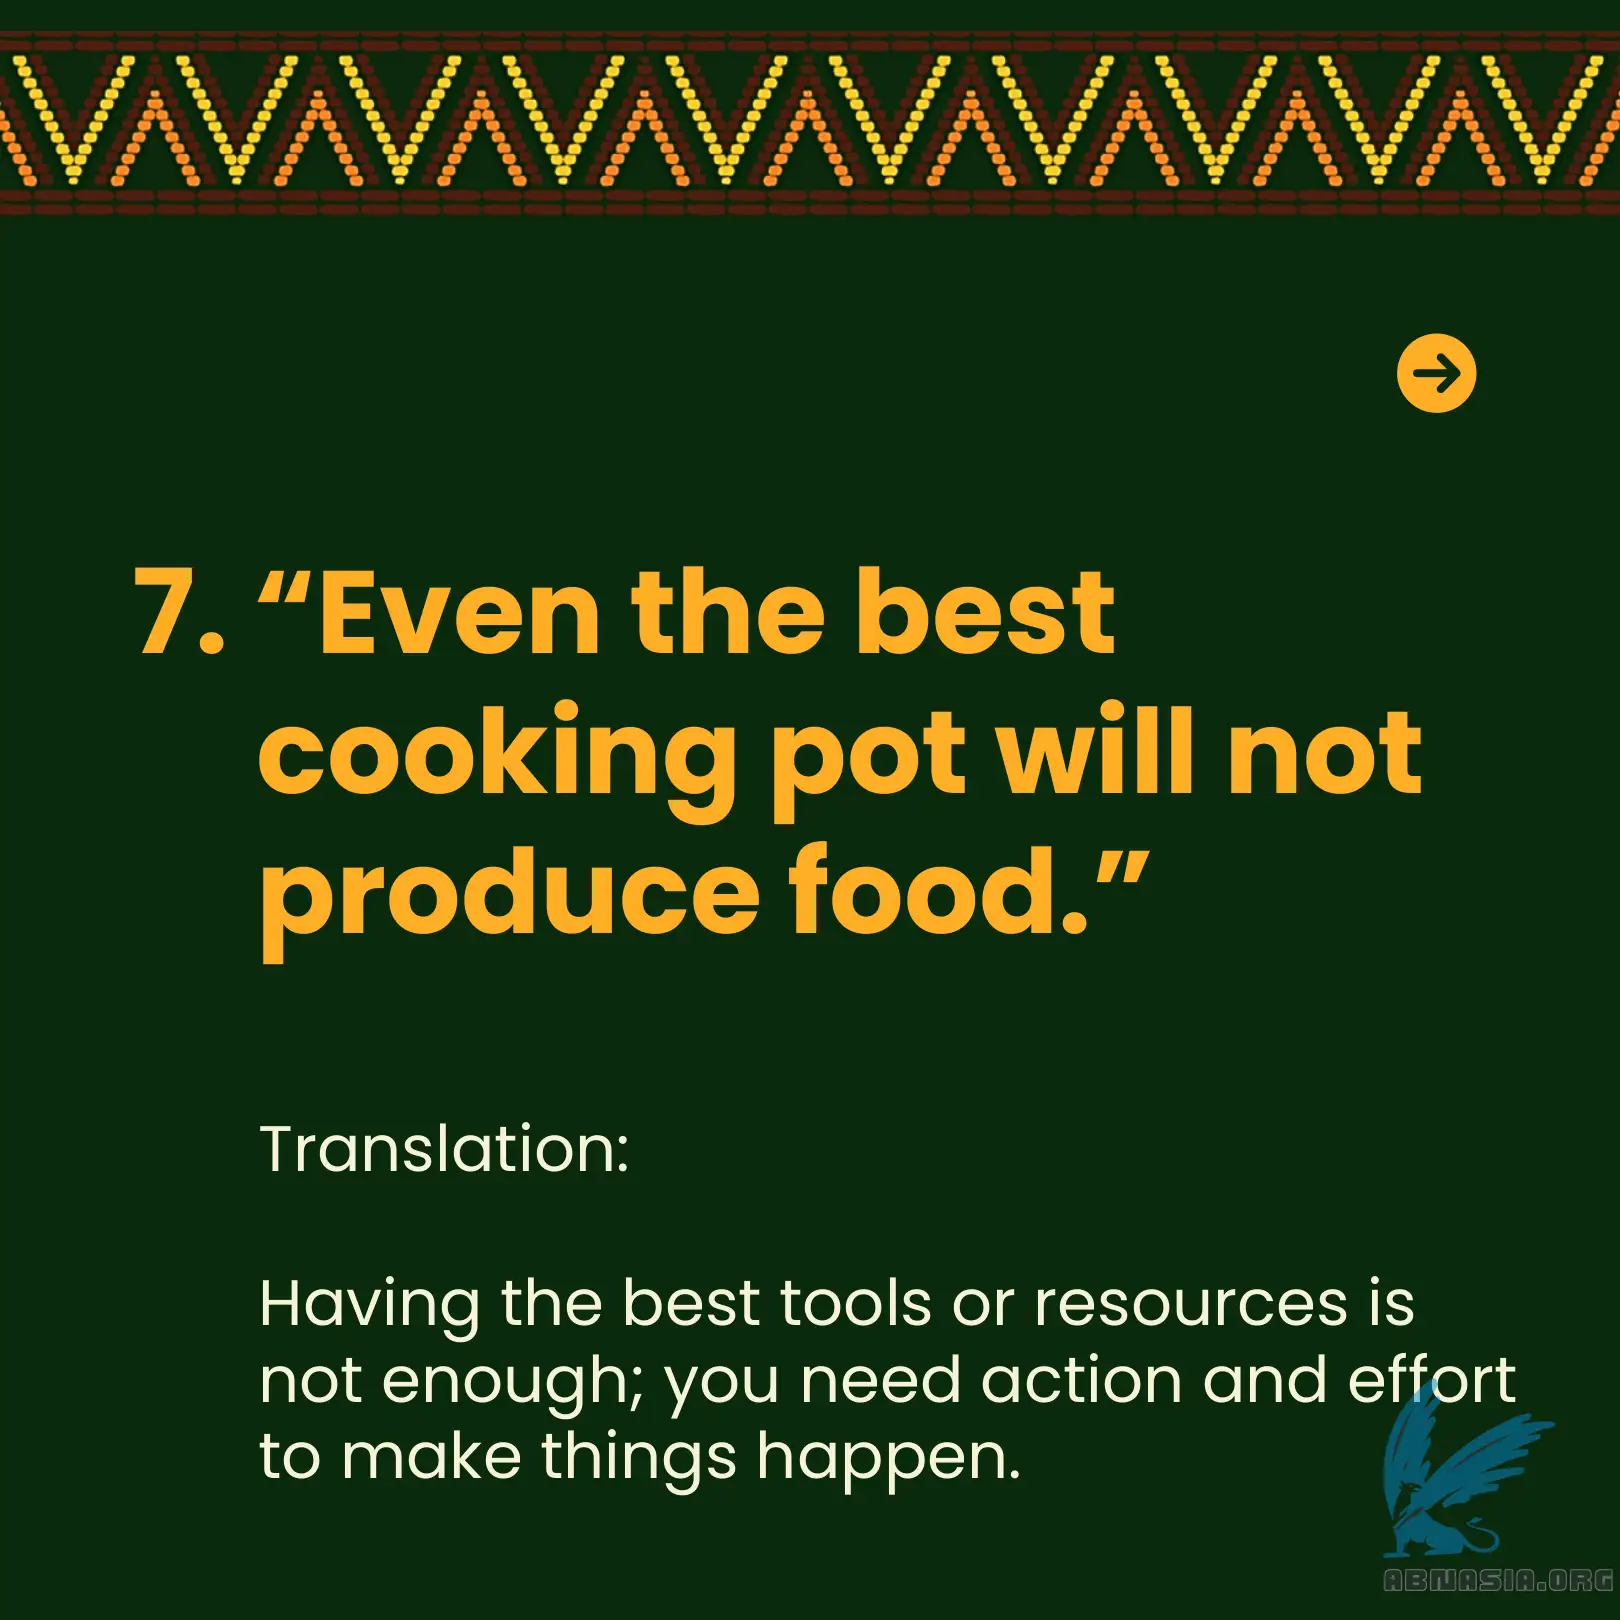 7. “Even the best
cooking pot will not
produce food.”
Translation:
Having the best tools or resources is
not enough; you need action and effort
to make things happen.
ABNASIA.ORG